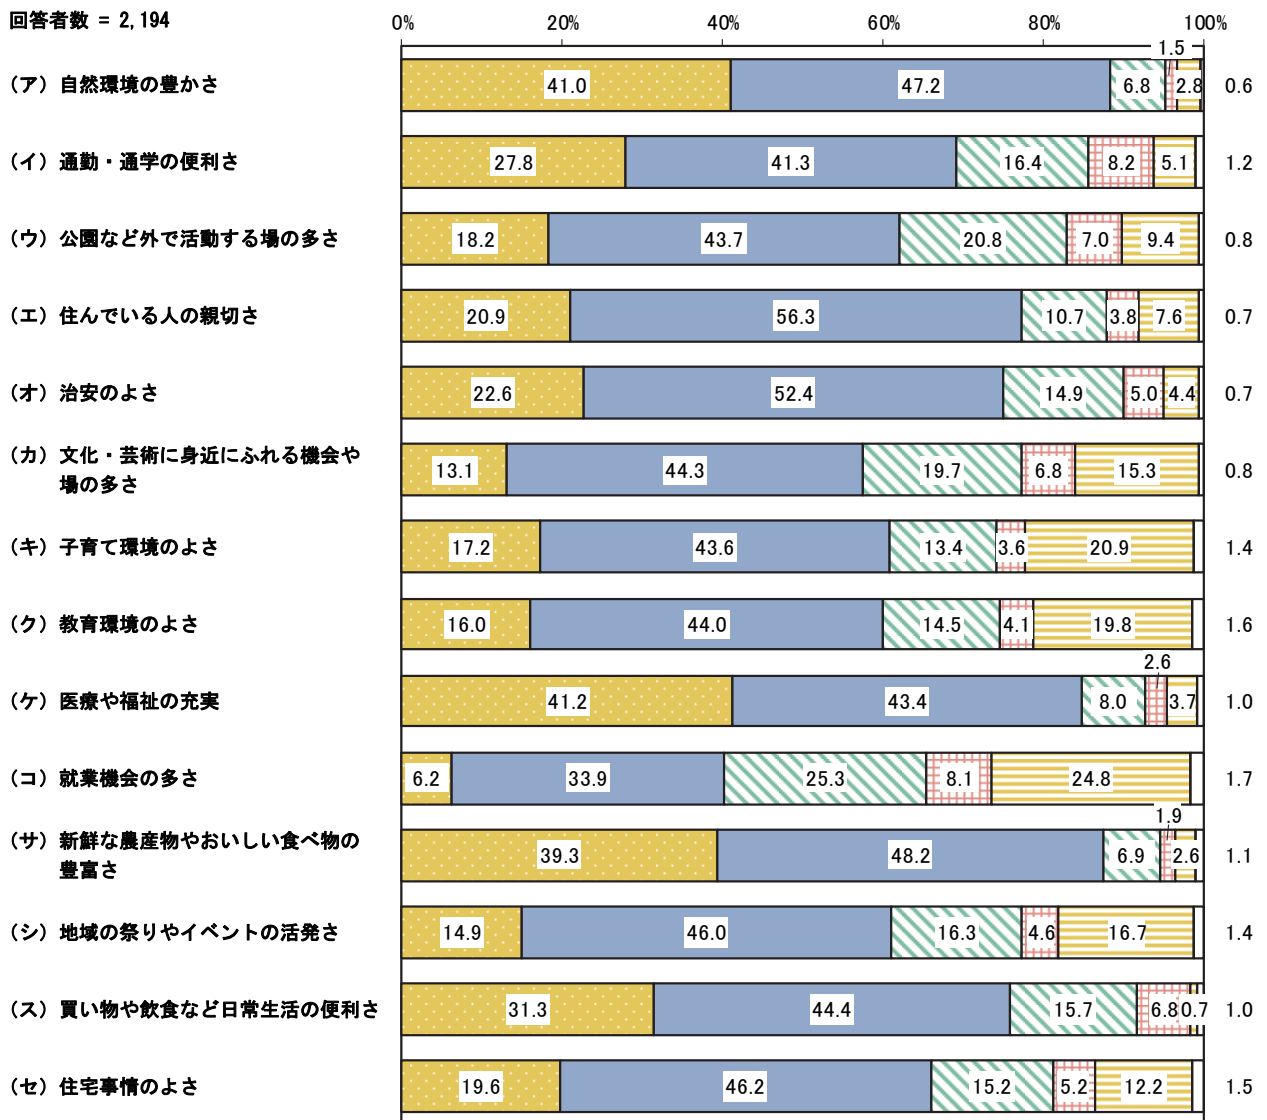 回答者数 = 2,194
0% 20% 40% 60% 80% 100%
1.5
(ア) 自然環境の豊かさ 41.0 47.2 6.8 2.8 0.6
(イ) 通勤・通学の便利さ 27.8 41.3 16.4 8.2 5.1 1.2
(ウ) 公園など外で活動する場の多さ 18.2 43.7 20.8 7.0 9.4 0.8
(エ) 住んでいる人の親切さ 20.9 56.3 10.7 3.8 7.6 0.7
(オ) 治安のよさ 22.6 52.4 14.9 5.0 4.4 0.7
(カ) 文化・芸術に身近にふれる機会や
場の多さ 13.1 44.3 19.7 6.8 15.3 0.8
(キ) 子育て環境のよさ 17.2 43.6 13.4 3.6 20.9 1.4
(ク) 教育環境のよさ 16.0 44.0 14.5 4.1 19.8 1.6
2.6
(ケ) 医療や福祉の充実 41.2 43.4 8.0 3.7 1.0
(コ) 就業機会の多さ 6.2 33.9 25.3 8.1 24.8 1.7
1.9
(サ) 新鮮な農産物やおいしい食べ物の
豊富さ 39.3 48.2 6.9 2.6 1.1
(シ) 地域の祭りやイベントの活発さ 14.9 46.0 16.3 4.6 16.7 1.4
(ス) 買い物や飲食など日常生活の便利さ 31.3 44.4 15.7 6.8 0.7 1.0
(セ) 住宅事情のよさ 19.6 46.2 15.2 5.2 12.2 1.5